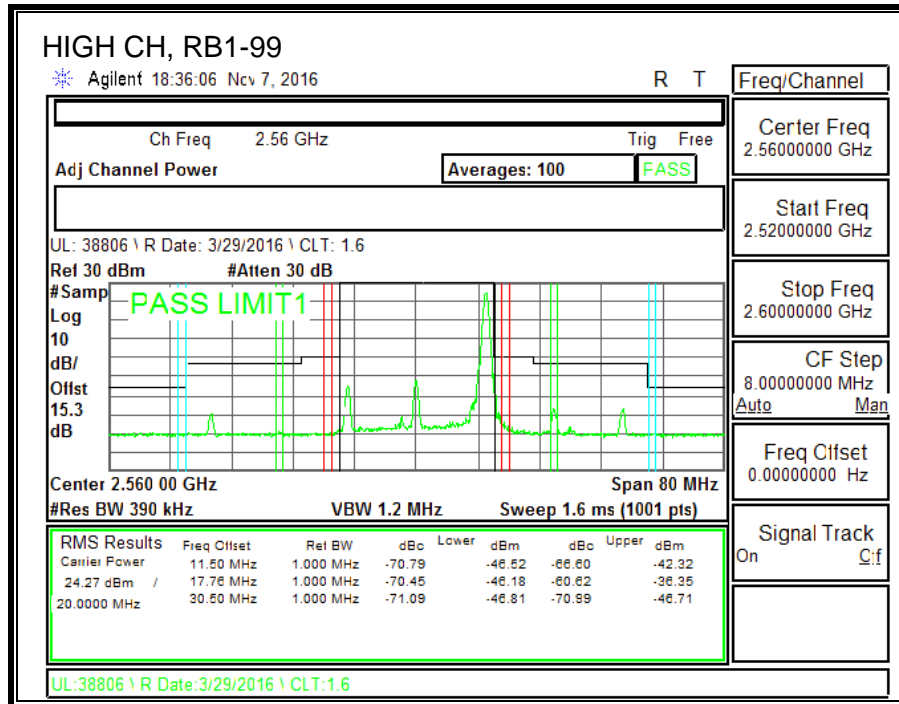 HIGH CH, RB1-99
Agilent 18:36:06 Nov 7, 2016 R T
Freq/Channel
Ch Freq 2.56 GHz Trig Free
Adj Channel Power Averages: 100 PASS
UL: 38806 \ R Date: 3/29/2016 \ CLT: 1.6
Ref 30 dBm #Atten 30 dB
#Samp
Log
10
dB/
Offst
15.3
dB
PASS LIMIT1
Center 2.560 00 GHz Span 80 MHz
#Res BW 390 kHz VBW 1.2 MHz Sweep 1.6 ms (1001 pts)
RMS Results Freq Offset Ref BW dBc Lower dBm dBc Upper dBm
Carrier Power 11.50 MHz 1.000 MHz -70.79 -46.52 -66.60 -42.32
24.27 dBm / 17.76 MHz 1.000 MHz -70.45 -46.18 -60.62 -36.35
20.0000 MHz 30.50 MHz 1.000 MHz -71.09 -46.81 -70.99 -46.71
UL:38806 \ R Date:3/29/2016 \ CLT:1.6
Center Freq
2.56000000 GHz
Start Freq
2.52000000 GHz
Stop Freq
2.60000000 GHz
CF Step
8.00000000 MHz
Auto Man
Freq Offset
0.00000000 Hz
Signal Track
On Off